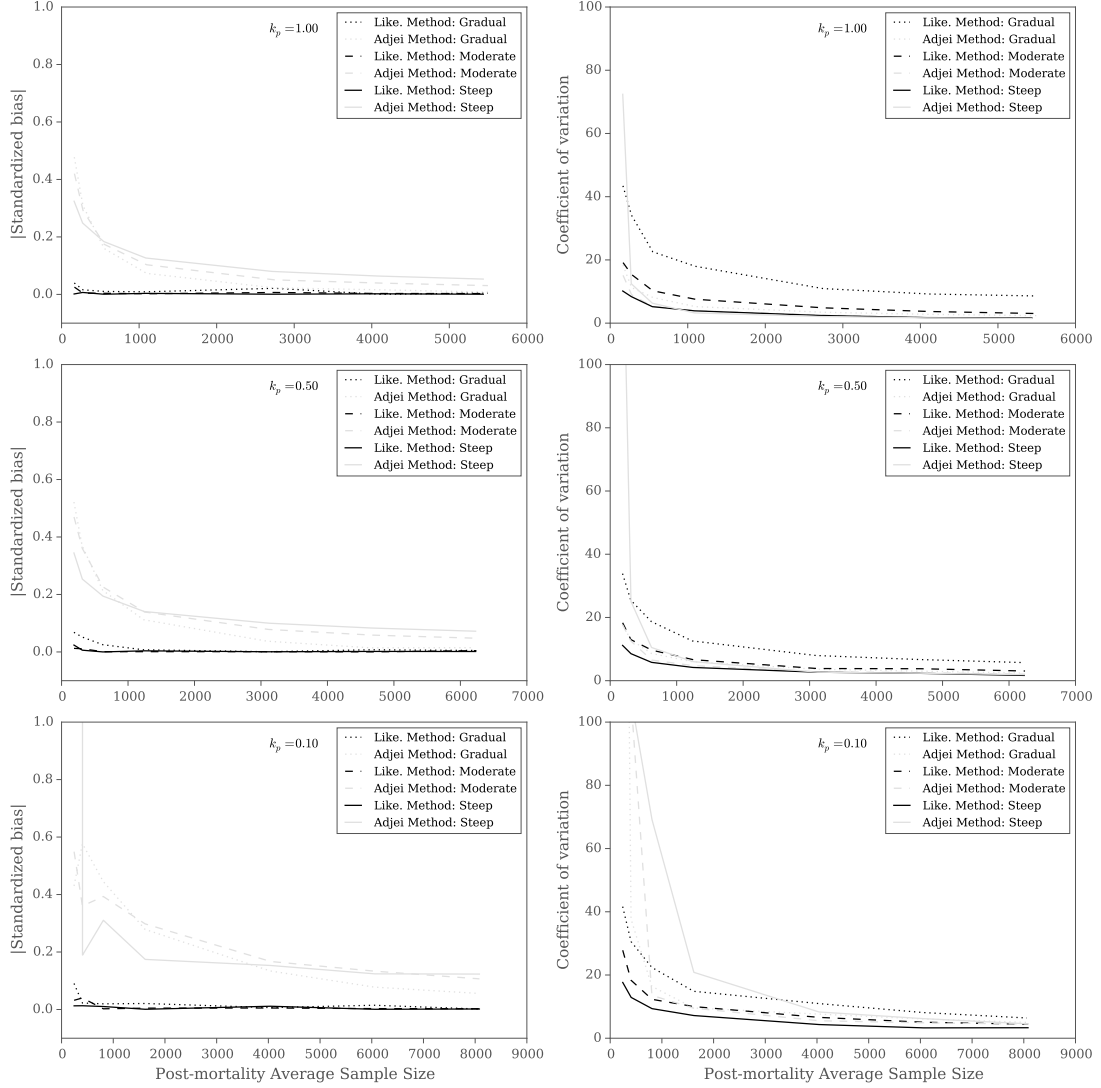 1.0
0.8
0.6
0.4
0.2
0.0
|Standardized bias|
k_p =1.00
Like. Method: Gradual
Adjei Method: Gradual
Like. Method: Moderate
Adjei Method: Moderate
Like. Method: Steep
Adjei Method: Steep
0 1000 2000 3000 4000 5000 6000
100
80
60
40
20
0
Coefficient of variation
k_p =1.00
Like. Method: Gradual
Adjei Method: Gradual
Like. Method: Moderate
Adjei Method: Moderate
Like. Method: Steep
Adjei Method: Steep
0 1000 2000 3000 4000 5000 6000
1.0
0.8
0.6
0.4
0.2
0.0
|Standardized bias|
k_p =0.50
Like. Method: Gradual
Adjei Method: Gradual
Like. Method: Moderate
Adjei Method: Moderate
Like. Method: Steep
Adjei Method: Steep
0 1000 2000 3000 4000 5000 6000 7000
100
80
60
40
20
0
Coefficient of variation
k_p =0.50
Like. Method: Gradual
Adjei Method: Gradual
Like. Method: Moderate
Adjei Method: Moderate
Like. Method: Steep
Adjei Method: Steep
0 1000 2000 3000 4000 5000 6000 7000
1.0
0.8
0.6
0.4
0.2
0.0
|Standardized bias|
k_p =0.10
Like. Method: Gradual
Adjei Method: Gradual
Like. Method: Moderate
Adjei Method: Moderate
Like. Method: Steep
Adjei Method: Steep
0 1000 2000 3000 4000 5000 6000 7000 8000 9000
Post-mortality Average Sample Size
100
80
60
40
20
0
Coefficient of variation
k_p =0.10
Like. Method: Gradual
Adjei Method: Gradual
Like. Method: Moderate
Adjei Method: Moderate
Like. Method: Steep
Adjei Method: Steep
0 1000 2000 3000 4000 5000 6000 7000 8000 9000
Post-mortality Average Sample Size